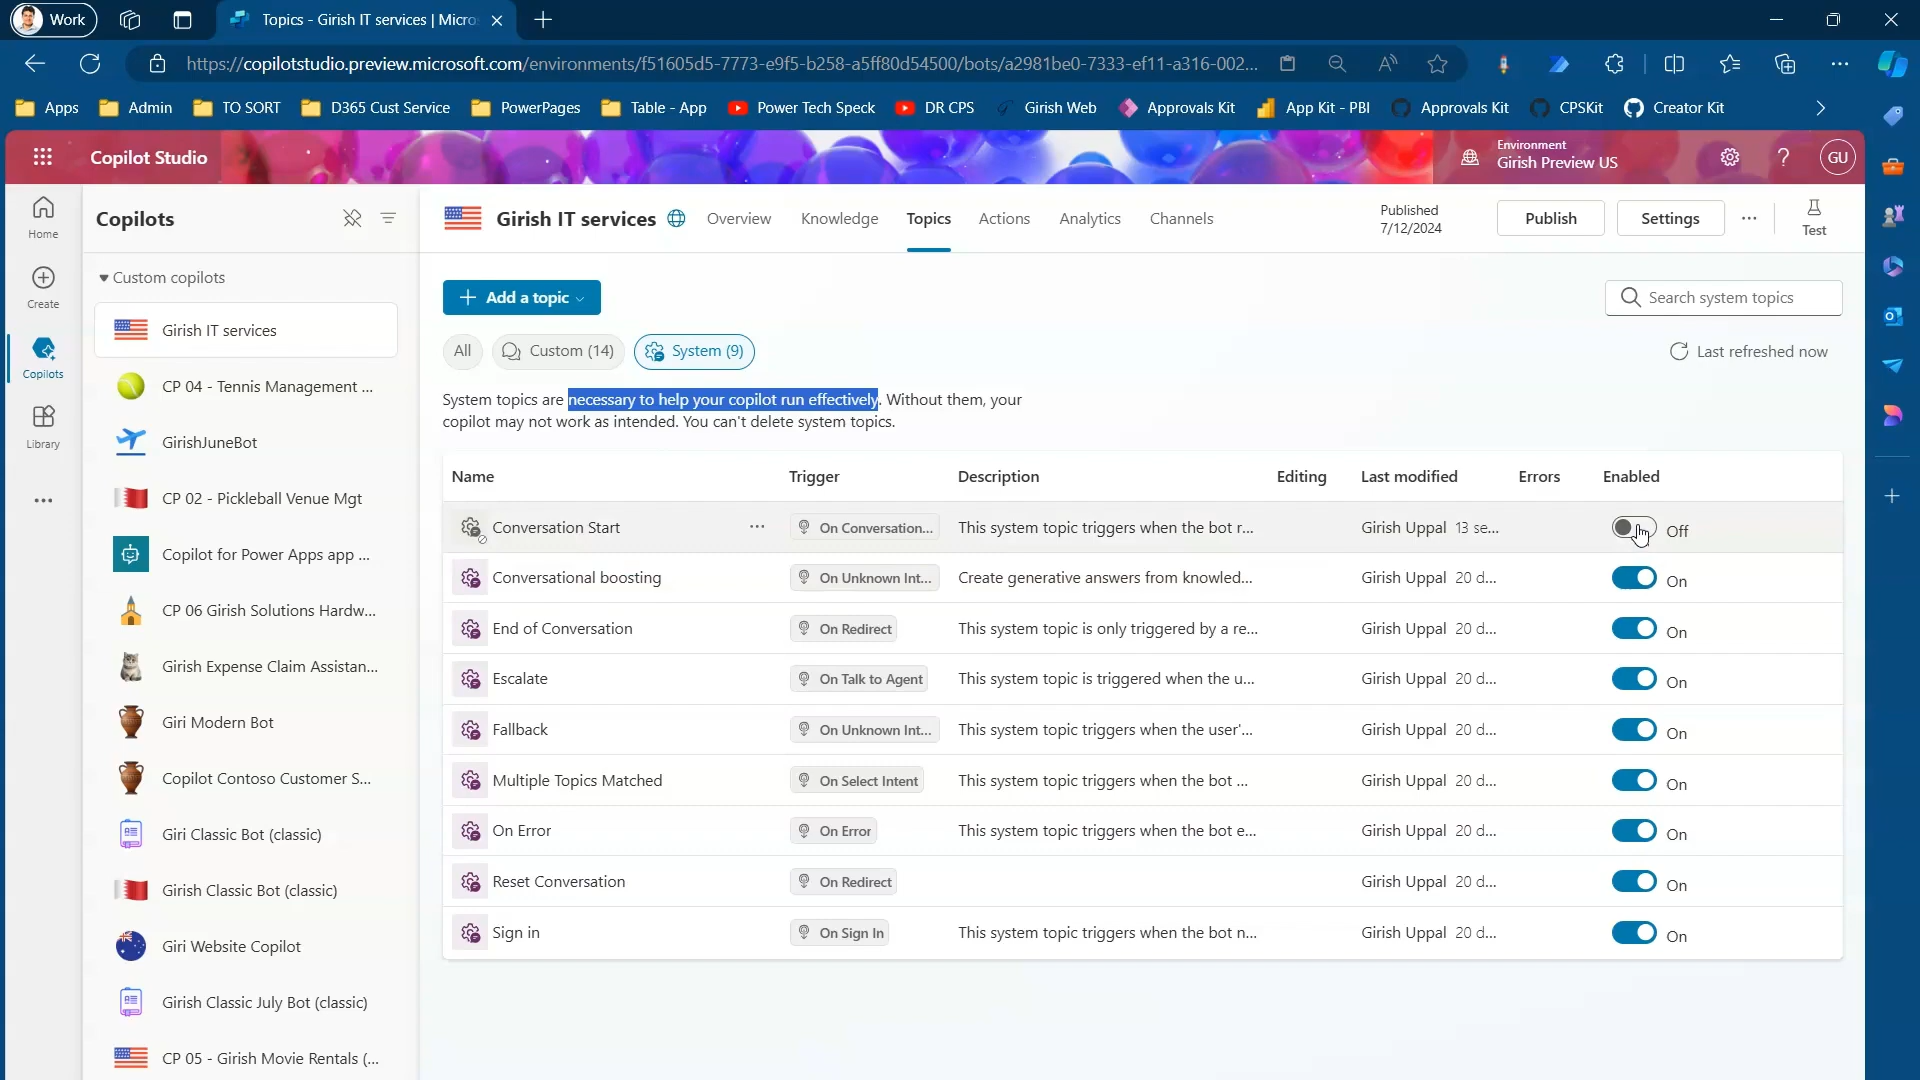 Work
Topics - Girish IT services | Micro
https://copilotstudio.preview.microsoft.com/environments/f51605d5-7773-e9f5-b258-a5ff80d54500/bots/a2981be0-7333-ef11-a316-002...
Apps
Admin
TO SORT
D365 Cust Service
PowerPages
Table - App
Power Tech Speck
DR CPS
Girish Web
Approvals Kit
App Kit - PBI
Approvals Kit
CPSKit
Creator Kit
Copilot Studio
Environment
Girish Preview US
?
GU
Home
Create
Copilots
Library
Copilots
Custom copilots
Girish IT services
CP 04 - Tennis Management ...
GirishJuneBot
CP 02 - Pickleball Venue Mgt
Copilot for Power Apps app ...
CP 06 Girish Solutions Hardw...
Girish Expense Claim Assistan...
Giri Modern Bot
Copilot Contoso Customer S...
Giri Classic Bot (classic)
Girish Classic Bot (classic)
Giri Website Copilot
Girish Classic July Bot (classic)
CP 05 - Girish Movie Rentals (...
Girish IT services
Overview
Knowledge
Topics
Actions
Analytics
Channels
Published
7/12/2024
Publish
Settings
Test
Add a topic
Search system topics
All
Custom (14)
System (9)
Last refreshed now
System topics are necessary to help your copilot run effectively. Without them, your
copilot may not work as intended. You can't delete system topics.
Name Trigger Description Editing Last modified Errors Enabled
Conversation Start On Conversation... This system topic triggers when the bot r... Girish Uppal 13 se... Off
Conversational boosting On Unknown Int... Create generative answers from knowled... Girish Uppal 20 d... On
End of Conversation On Redirect This system topic is only triggered by a re... Girish Uppal 20 d... On
Escalate On Talk to Agent This system topic is triggered when the u... Girish Uppal 20 d... On
Fallback On Unknown Int... This system topic triggers when the user'... Girish Uppal 20 d... On
Multiple Topics Matched On Select Intent This system topic triggers when the bot ... Girish Uppal 20 d... On
On Error On Error This system topic triggers when the bot e... Girish Uppal 20 d... On
Reset Conversation On Redirect Girish Uppal 20 d... On
Sign in On Sign In This system topic triggers when the bot n... Girish Uppal 20 d... On